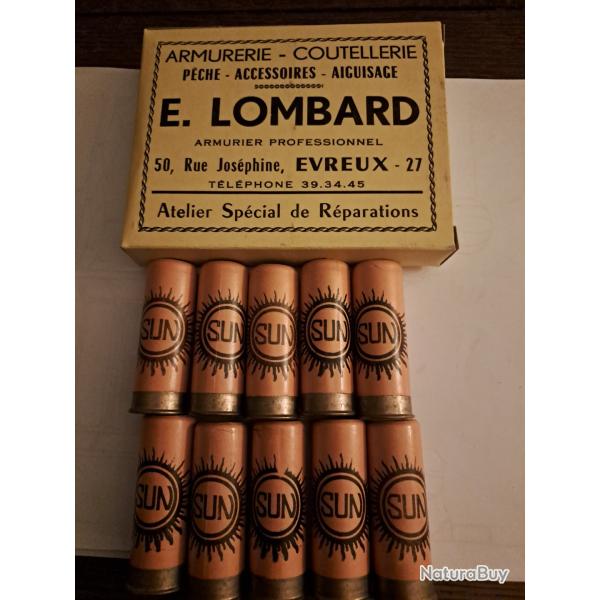 ARMURERIE - COUTELLERIE
PÊCHE - ACCESSOIRES - AIGUISAGE
E. LOMBARD
ARMURIER PROFESSIONNEL
50, Rue Joséphine, EVREUX - 27
TÉLÉPHONE 39.34.45
Atelier Spécial de Réparations
SUN SUN SUN SUN SUN
SUN SUN SUN SUN SUN
NaturaBuy